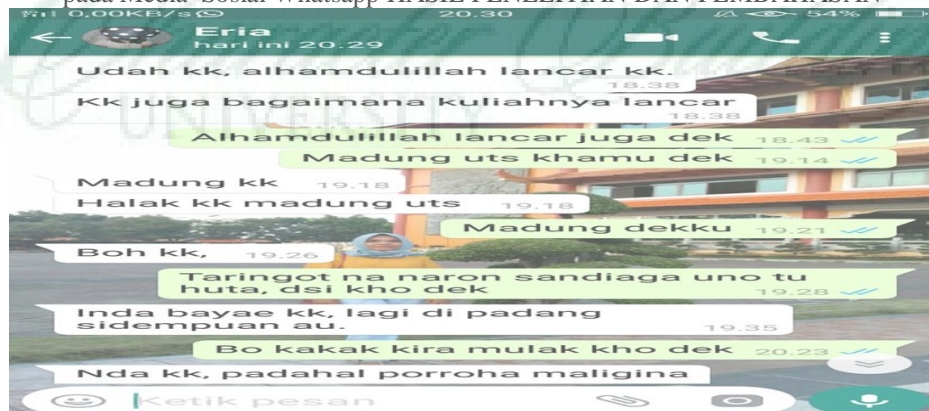 pada Media Sosial Whatsapp HASIL PENELITIAN DAN PEMBAHASAN
0,00KB/s 20.30 54%
Eria
hari ini 20.29
Udah kk, alhamdulillah lancar kk.
18.38
Kk juga bagaimana kuliahnya lancar
18.38
Alhamdulillah lancar juga dek 18.43
Madung uts khamu dek 19.14
Madung kk 19.18
Halak kk madung uts 19.18
Madung dekku 19.21
Boh kk, 19.26
Taringot na naron sandiaga uno tu
huta, dsi kho dek 19.28
Inda bayae kk, lagi di padang
sidempuan au. 19.35
Bo kakak kira mulak kho dek 20.23
Nda kk, padahal porroha maligina
Ketik pesan
UNIVERSITY